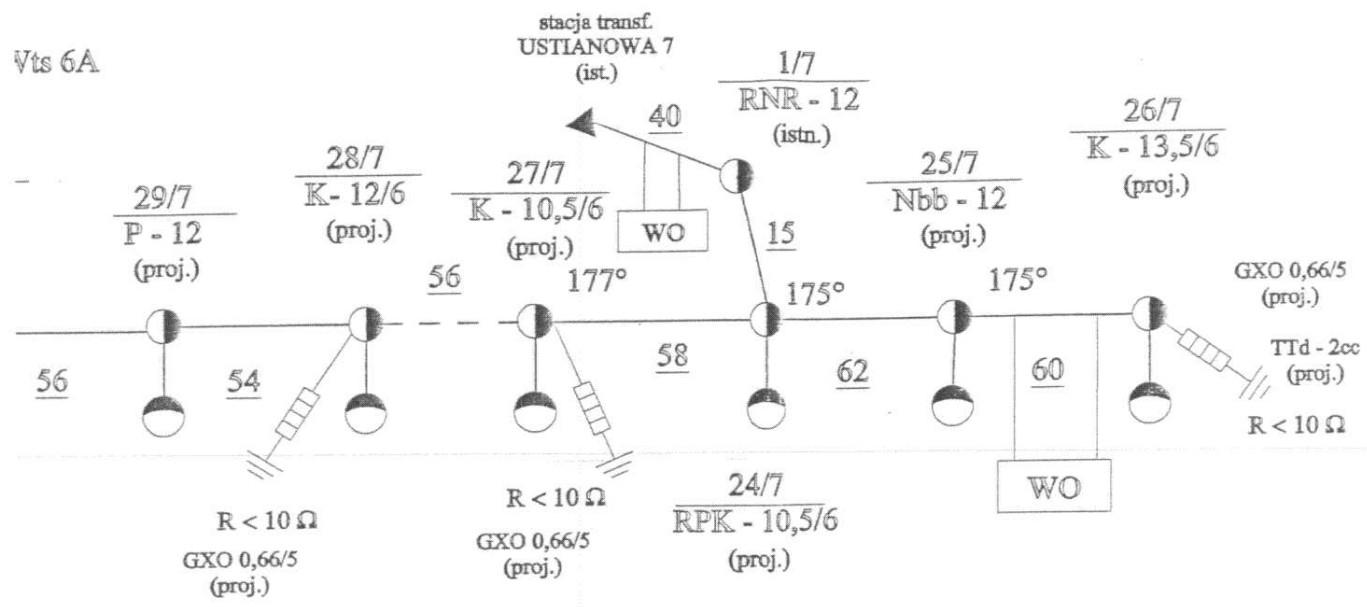 stacja transf.
USTIANOWA 7
(ist.)
Vts 6A
1/7
RNR - 12
(istn.)
40
26/7
K - 13,5/6
(proj.)
28/7
K- 12/6
(proj.)
27/7
K - 10,5/6
(proj.)
25/7
Nbb - 12
(proj.)
29/7
P - 12
(proj.)
WO
15
56
177°
175°
175°
GXO 0,66/5
(proj.)
56
54
58
62
60
TTd - 2cc
(proj.)
R < 10 Ω
WO
24/7
RPK - 10,5/6
(proj.)
R < 10 Ω
GXO 0,66/5
(proj.)
R < 10 Ω
GXO 0,66/5
(proj.)